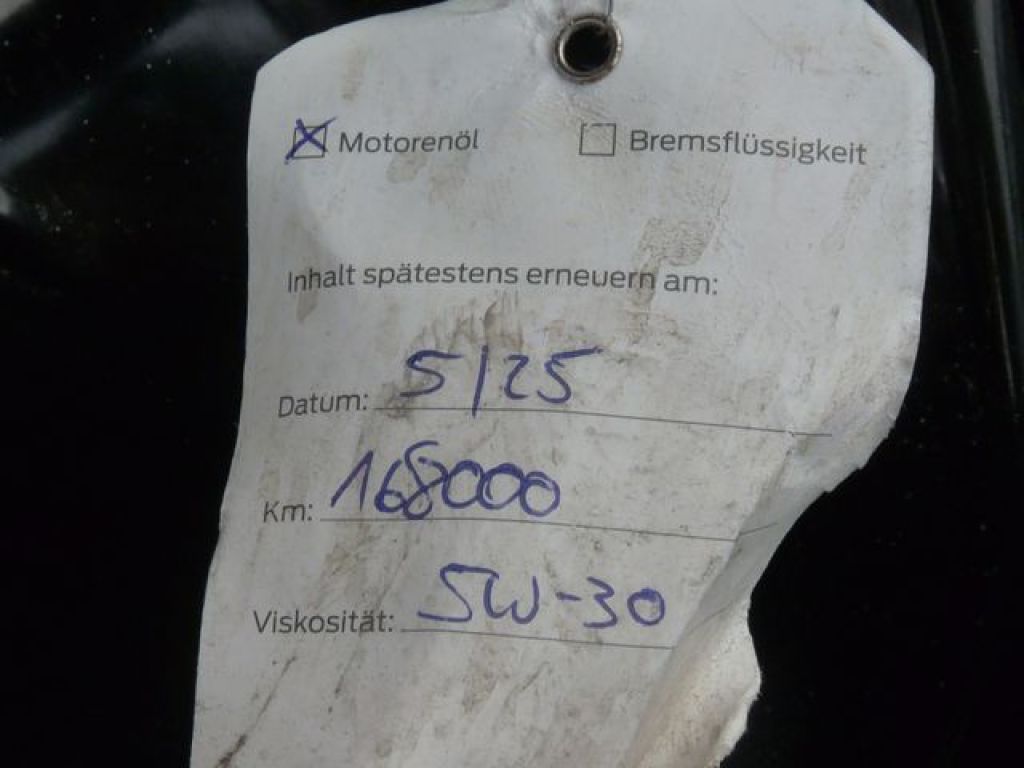 Motorenöl Bremsflüssigkeit
Inhalt spätestens erneuern am:
Datum: 5/25
Km: 168000
Viskosität: 5W-30